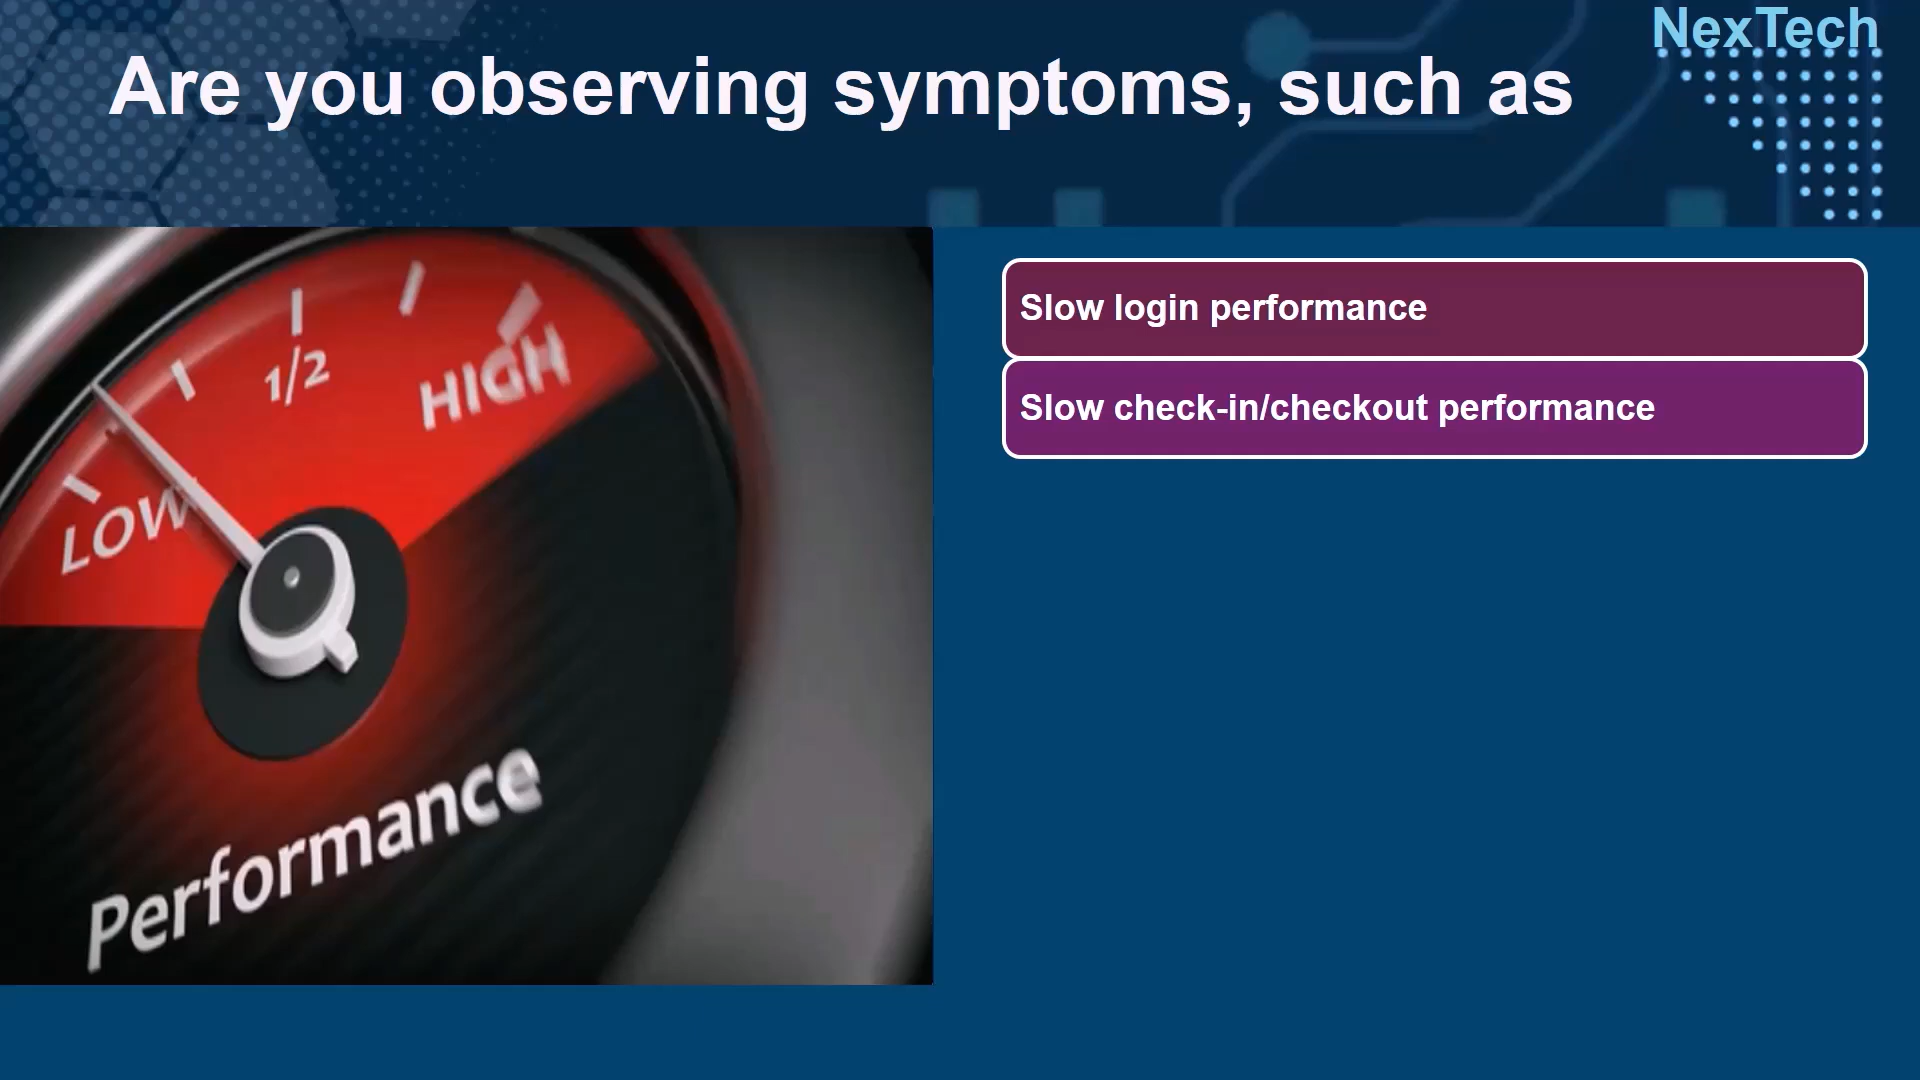 NexTech
Are you observing symptoms, such as
Slow login performance
Slow check-in/checkout performance
1/2
HIGH
LOW
Performance